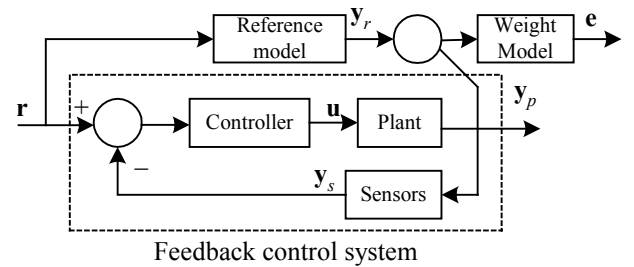 Reference
model
y_r
Weight
Model
e
r
+
Controller
u
Plant
y_p
−
y_s
Sensors
Feedback control system